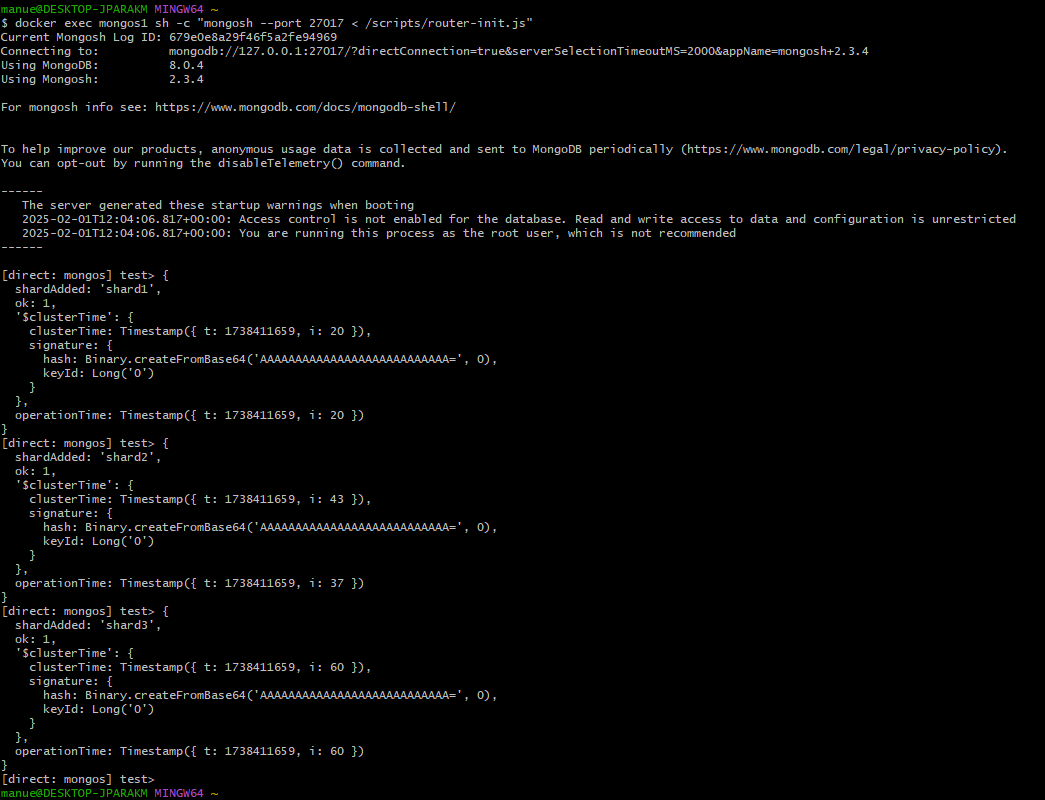 manue@DESKTOP-JPARAKM MINGW64 ~
$ docker exec mongos1 sh -c "mongosh --port 27017 < /scripts/router-init.js"
Current Mongosh Log ID: 679e0e8a29f46f5a2fe94969
Connecting to:          mongodb://127.0.0.1:27017/?directConnection=true&serverSelectionTimeoutMS=2000&appName=mongosh+2.3.4
Using MongoDB:          8.0.4
Using Mongosh:          2.3.4
For mongosh info see: https://www.mongodb.com/docs/mongodb-shell/
To help improve our products, anonymous usage data is collected and sent to MongoDB periodically (https://www.mongodb.com/legal/privacy-policy).
You can opt-out by running the disableTelemetry() command.
------
   The server generated these startup warnings when booting
   2025-02-01T12:04:06.817+00:00: Access control is not enabled for the database. Read and write access to data and configuration is unrestricted
   2025-02-01T12:04:06.817+00:00: You are running this process as the root user, which is not recommended
------
[direct: mongos] test> {
  shardAdded: 'shard1',
  ok: 1,
  '$clusterTime': {
    clusterTime: Timestamp({ t: 1738411659, i: 20 }),
    signature: {
      hash: Binary.createFromBase64('AAAAAAAAAAAAAAAAAAAAAAAAAAA=', 0),
      keyId: Long('0')
    }
  },
  operationTime: Timestamp({ t: 1738411659, i: 20 })
}
[direct: mongos] test> {
  shardAdded: 'shard2',
  ok: 1,
  '$clusterTime': {
    clusterTime: Timestamp({ t: 1738411659, i: 43 }),
    signature: {
      hash: Binary.createFromBase64('AAAAAAAAAAAAAAAAAAAAAAAAAAA=', 0),
      keyId: Long('0')
    }
  },
  operationTime: Timestamp({ t: 1738411659, i: 37 })
}
[direct: mongos] test> {
  shardAdded: 'shard3',
  ok: 1,
  '$clusterTime': {
    clusterTime: Timestamp({ t: 1738411659, i: 60 }),
    signature: {
      hash: Binary.createFromBase64('AAAAAAAAAAAAAAAAAAAAAAAAAAA=', 0),
      keyId: Long('0')
    }
  },
  operationTime: Timestamp({ t: 1738411659, i: 60 })
}
[direct: mongos] test>
manue@DESKTOP-JPARAKM MINGW64 ~